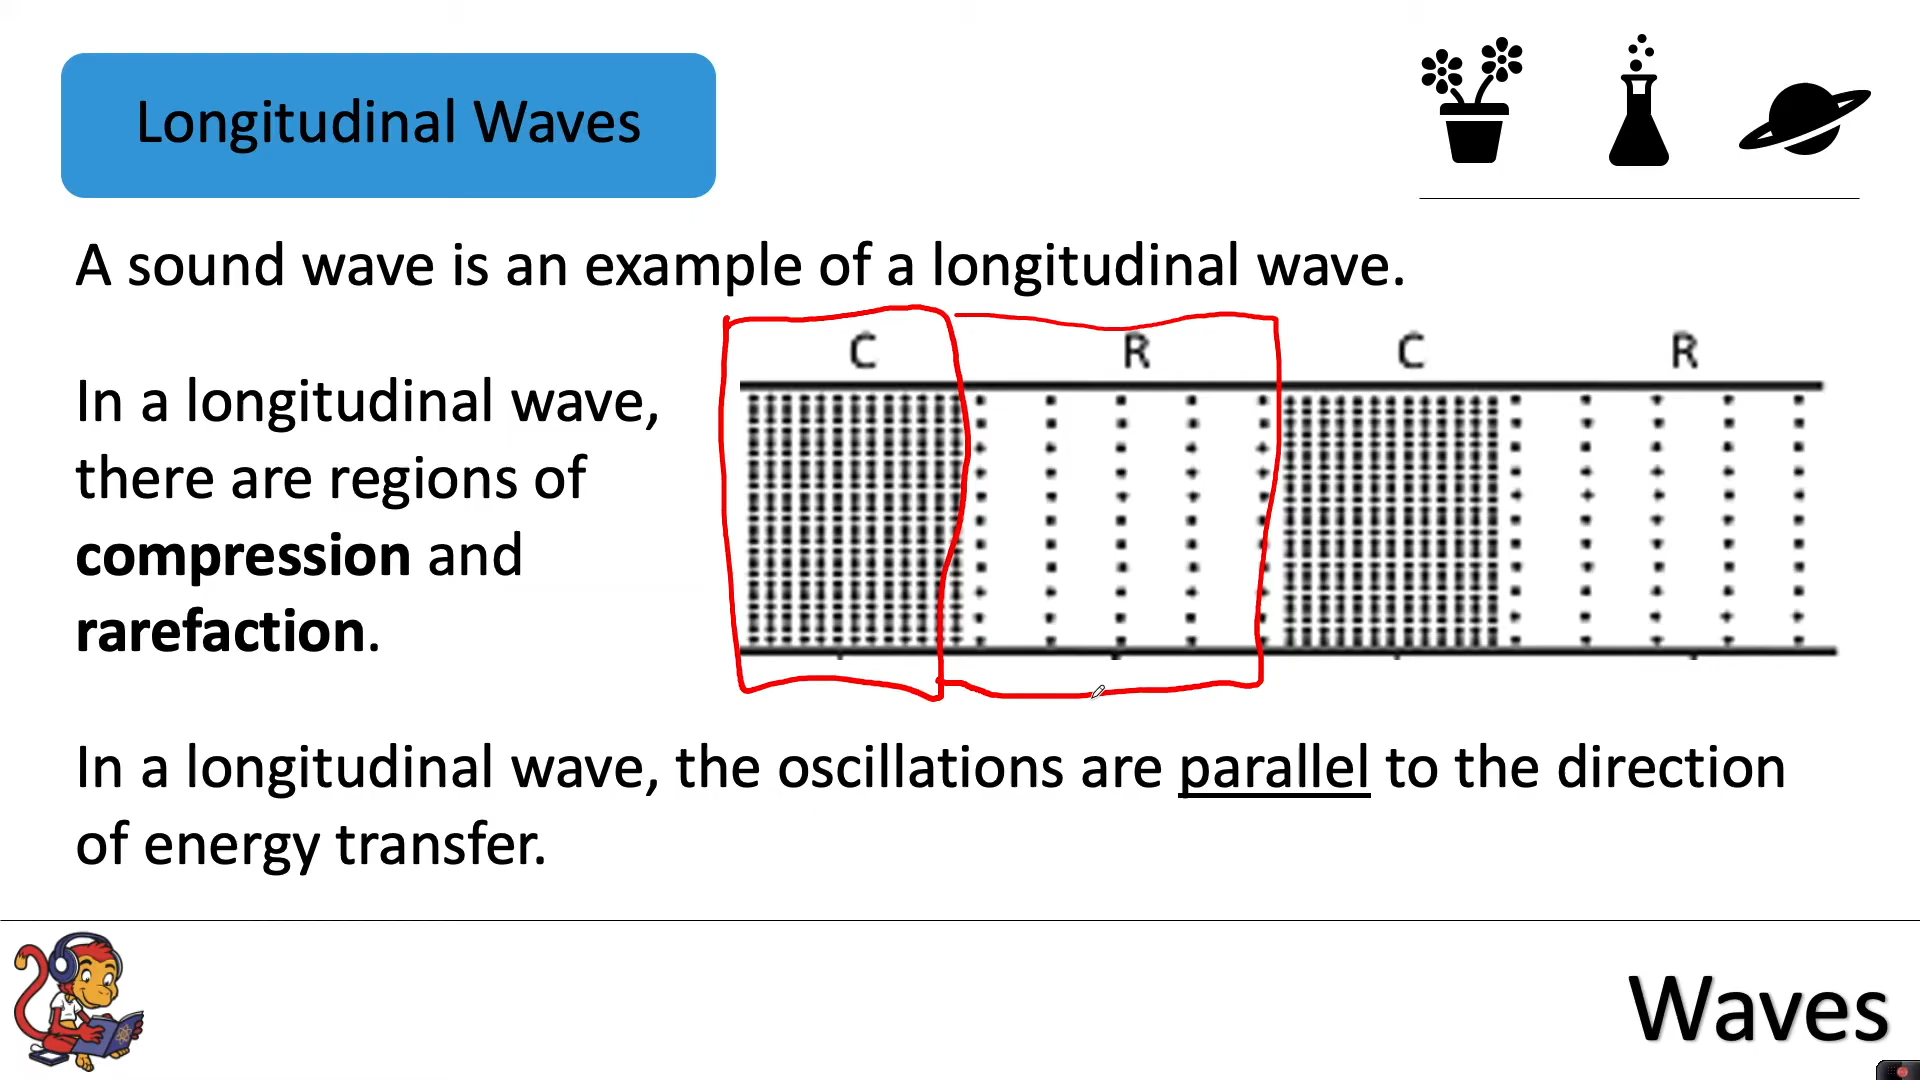 Longitudinal Waves
A sound wave is an example of a longitudinal wave.
C R C R
In a longitudinal wave,
there are regions of
compression and
rarefaction.
In a longitudinal wave, the oscillations are parallel to the direction
of energy transfer.
Waves